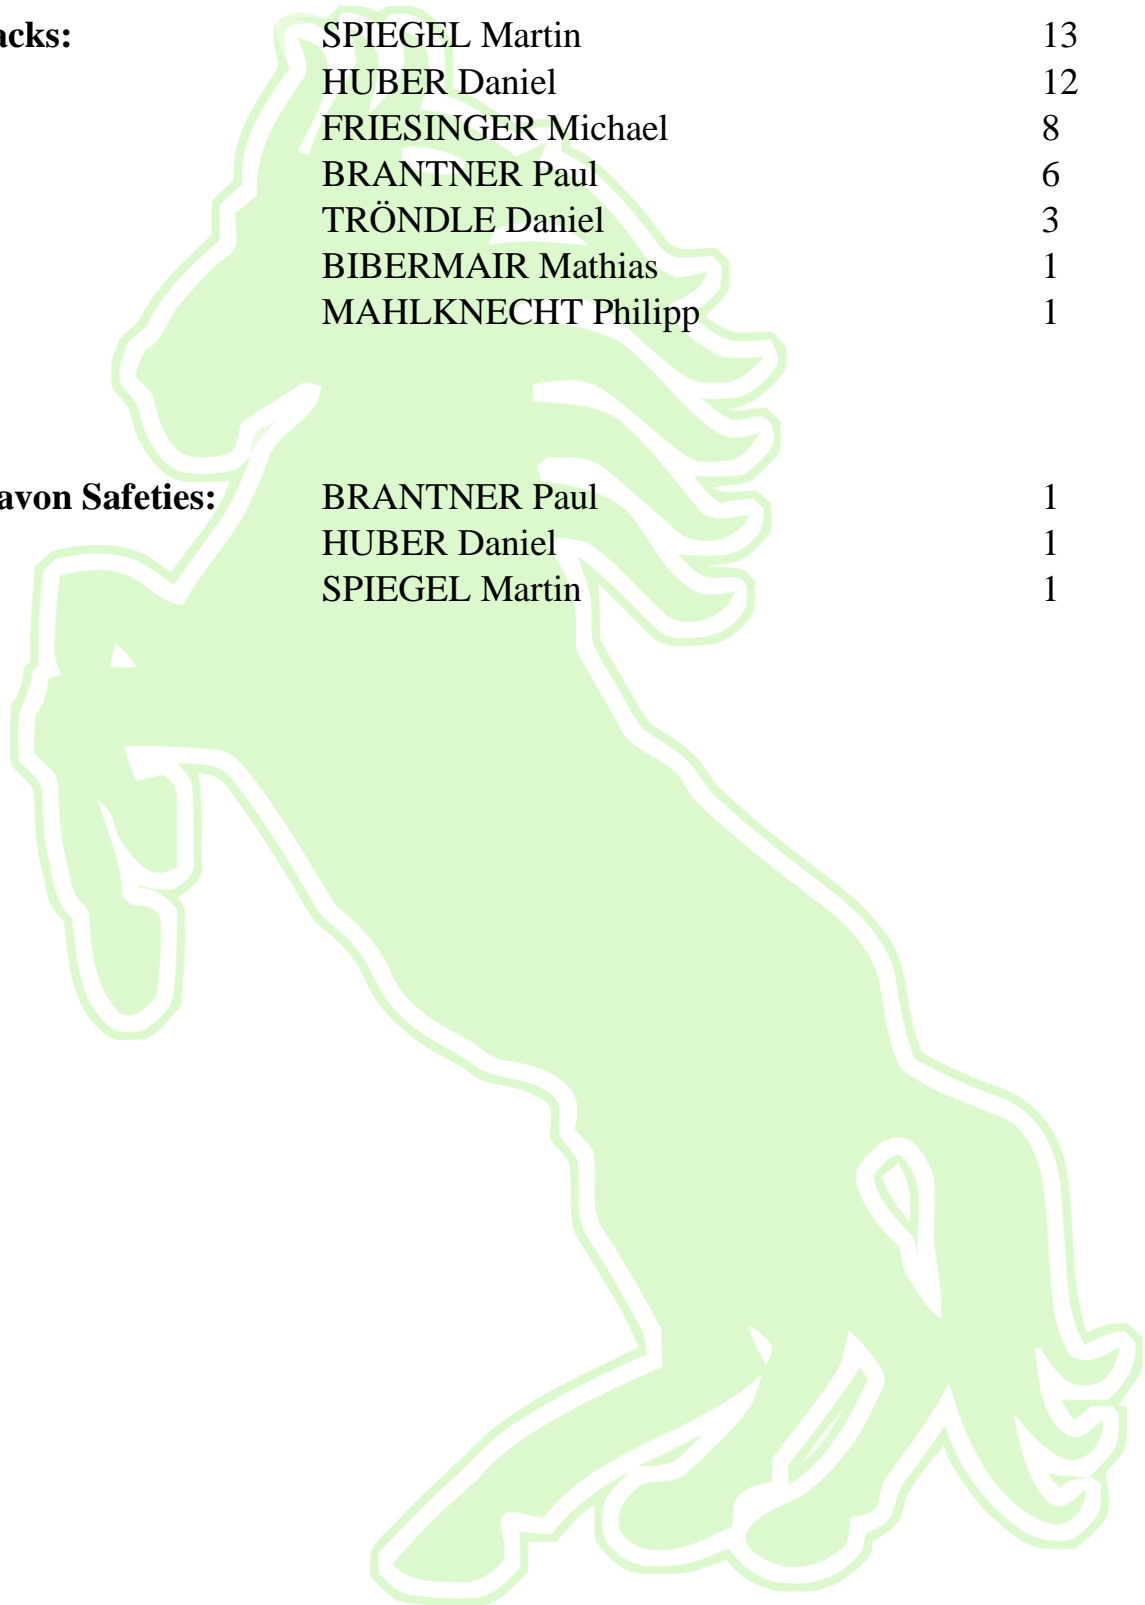 acks: SPIEGEL Martin 13
HUBER Daniel 12
FRIESINGER Michael 8
BRANTNER Paul 6
TRÖNDLE Daniel 3
BIBERMAIR Mathias 1
MAHLKNECHT Philipp 1
avon Safeties: BRANTNER Paul 1
HUBER Daniel 1
SPIEGEL Martin 1